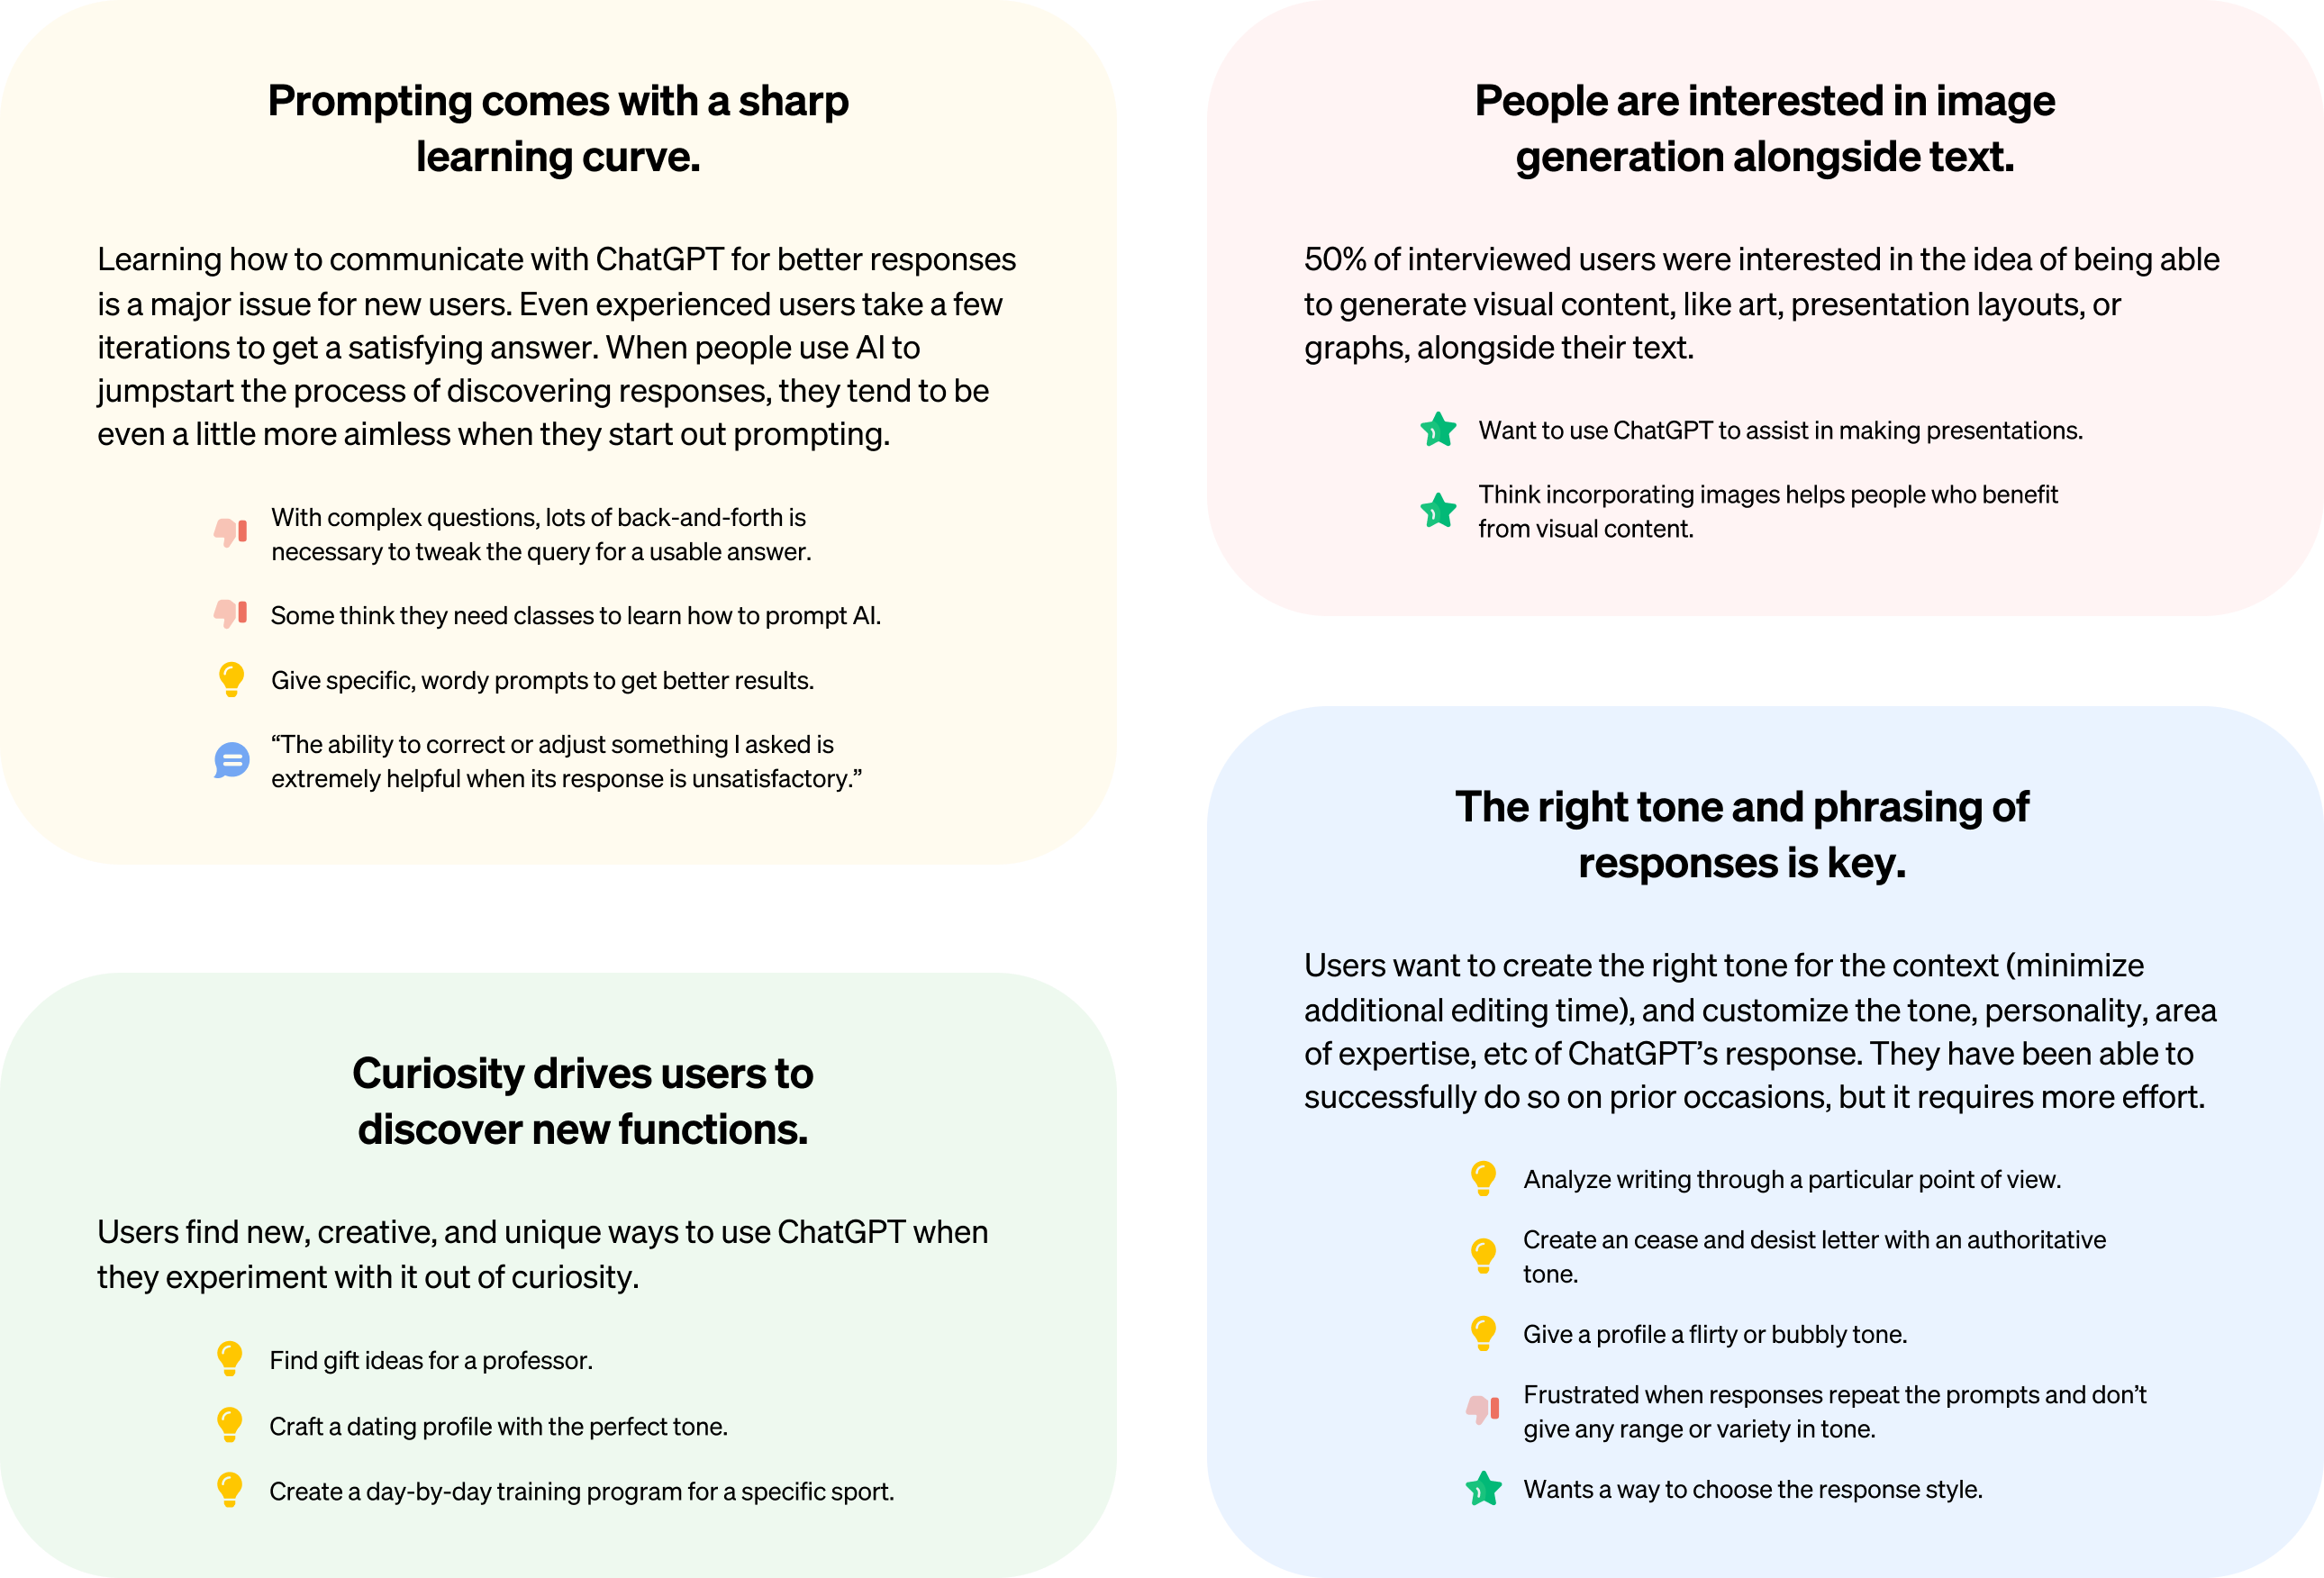 Prompting comes with a sharp
learning curve.
Learning how to communicate with ChatGPT for better responses
is a major issue for new users. Even experienced users take a few
iterations to get a satisfying answer. When people use AI to
jumpstart the process of discovering responses, they tend to be
even a little more aimless when they start out prompting.
With complex questions, lots of back-and-forth is
necessary to tweak the query for a usable answer.
Some think they need classes to learn how to prompt AI.
Give specific, wordy prompts to get better results.
“The ability to correct or adjust something I asked is
extremely helpful when its response is unsatisfactory.”
People are interested in image
generation alongside text.
50% of interviewed users were interested in the idea of being able
to generate visual content, like art, presentation layouts, or
graphs, alongside their text.
Want to use ChatGPT to assist in making presentations.
Think incorporating images helps people who benefit
from visual content.
Curiosity drives users to
discover new functions.
Users find new, creative, and unique ways to use ChatGPT when
they experiment with it out of curiosity.
Find gift ideas for a professor.
Craft a dating profile with the perfect tone.
Create a day-by-day training program for a specific sport.
The right tone and phrasing of
responses is key.
Users want to create the right tone for the context (minimize
additional editing time), and customize the tone, personality, area
of expertise, etc of ChatGPT’s response. They have been able to
successfully do so on prior occasions, but it requires more effort.
Analyze writing through a particular point of view.
Create an cease and desist letter with an authoritative
tone.
Give a profile a flirty or bubbly tone.
Frustrated when responses repeat the prompts and don’t
give any range or variety in tone.
Wants a way to choose the response style.